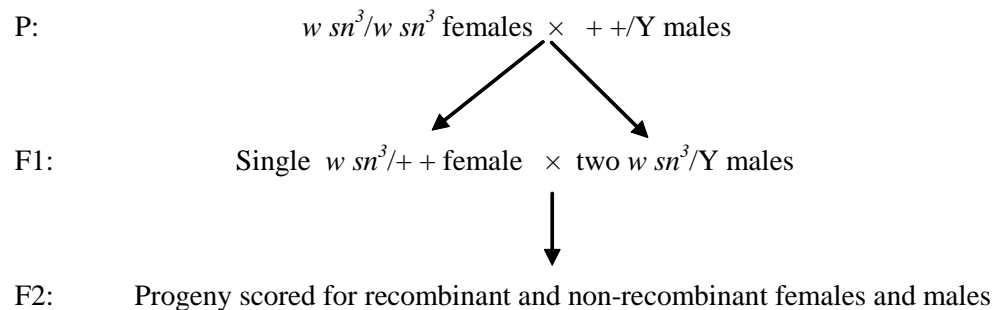 P: w sn³/w sn³ females × + +/Y males
F1: Single w sn³/+ + female × two w sn³/Y males
F2: Progeny scored for recombinant and non-recombinant females and males